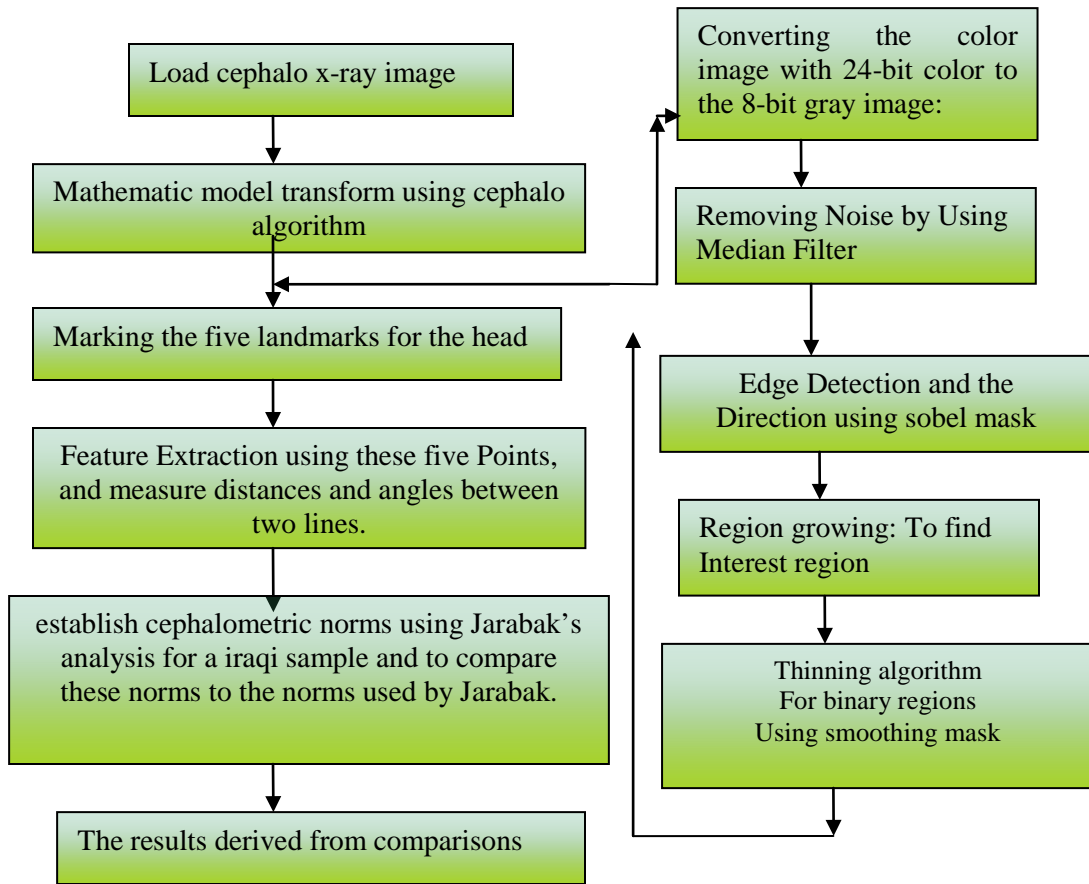 Load cephalo x-ray image
Mathematic model transform using cephalo
algorithm
Marking the five landmarks for the head
Feature Extraction using these five Points,
and measure distances and angles between
two lines.
establish cephalometric norms using Jarabak’s
analysis for a iraqi sample and to compare
these norms to the norms used by Jarabak.
The results derived from comparisons
Converting the color
image with 24-bit color to
the 8-bit gray image:
Removing Noise by Using
Median Filter
Edge Detection and the
Direction using sobel mask
Region growing: To find
Interest region
Thinning algorithm
For binary regions
Using smoothing mask